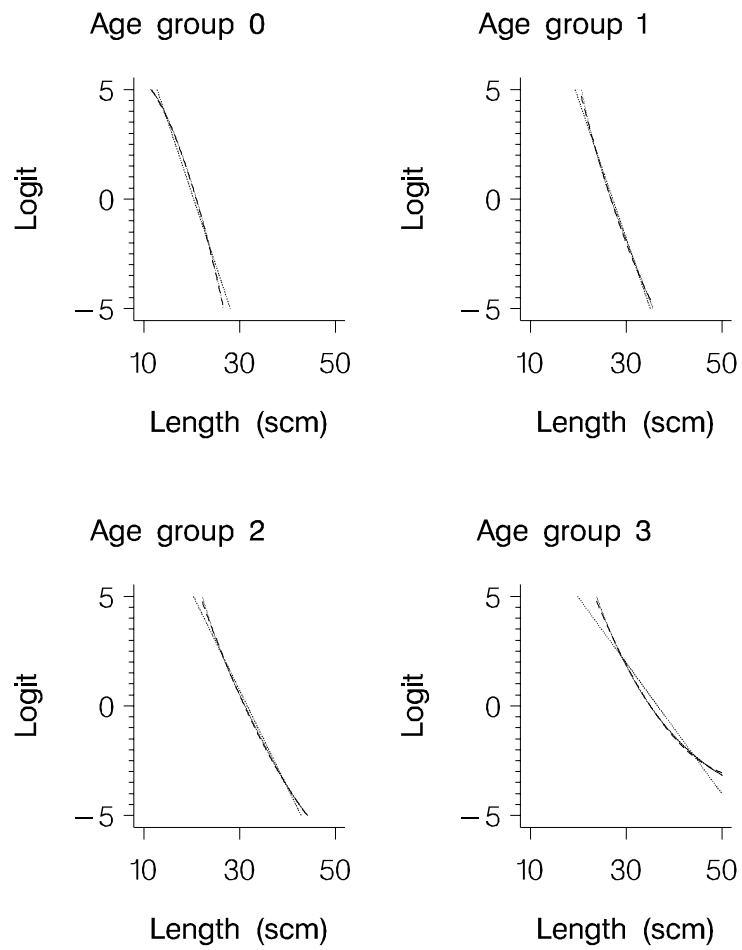 Age group 0
Age group 1
5
0
−5
Logit
10 30 50
Length (scm)
5
0
−5
Logit
10 30 50
Length (scm)
Age group 2
Age group 3
5
0
−5
Logit
10 30 50
Length (scm)
5
0
−5
Logit
10 30 50
Length (scm)